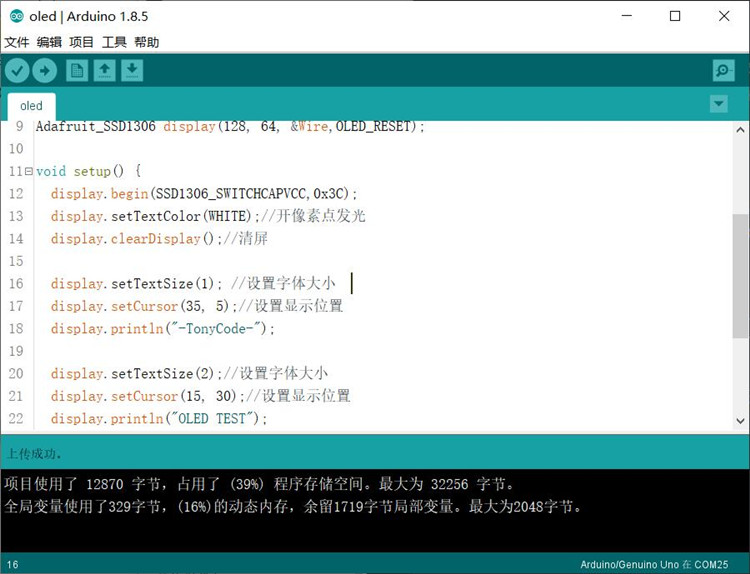 oled | Arduino 1.8.5
文件 编辑 项目 工具 帮助
oled
9 Adafruit_SSD1306 display(128, 64, &Wire,OLED_RESET);
10
11 void setup() {
12 display.begin(SSD1306_SWITCHCAPVCC,0x3C);
13 display.setTextColor(WHITE);//开像素点发光
14 display.clearDisplay();//清屏
15
16 display.setTextSize(1); //设置字体大小
17 display.setCursor(35, 5);//设置显示位置
18 display.println("-TonyCode-");
19
20 display.setTextSize(2);//设置字体大小
21 display.setCursor(15, 30);//设置显示位置
22 display.println("OLED TEST");
上传成功。
项目使用了 12870 字节，占用了 (39%) 程序存储空间。最大为 32256 字节。
全局变量使用了329字节，(16%)的动态内存，余留1719字节局部变量。最大为2048字节。
16 Arduino/Genuino Uno 在 COM25